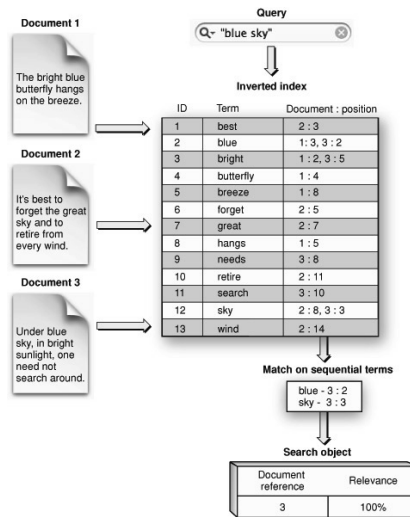 Document 1
The bright blue
butterfly hangs
on the breeze.
Document 2
It's best to
forget the great
sky and to
retire from
every wind.
Document 3
Under blue
sky, in bright
sunlight, one
need not
search around.
Query
"blue sky"
Inverted index
ID Term Document : position
1 best 2 : 3
2 blue 1: 3, 3 : 2
3 bright 1 : 2, 3 : 5
4 butterfly 1 : 4
5 breeze 1 : 8
6 forget 2 : 5
7 great 2 : 7
8 hangs 1 : 5
9 needs 3 : 8
10 retire 2 : 11
11 search 3 : 10
12 sky 2 : 8, 3 : 3
13 wind 2 : 14
Match on sequential terms
blue - 3 : 2
sky - 3 : 3
Search object
Document
reference Relevance
3 100%